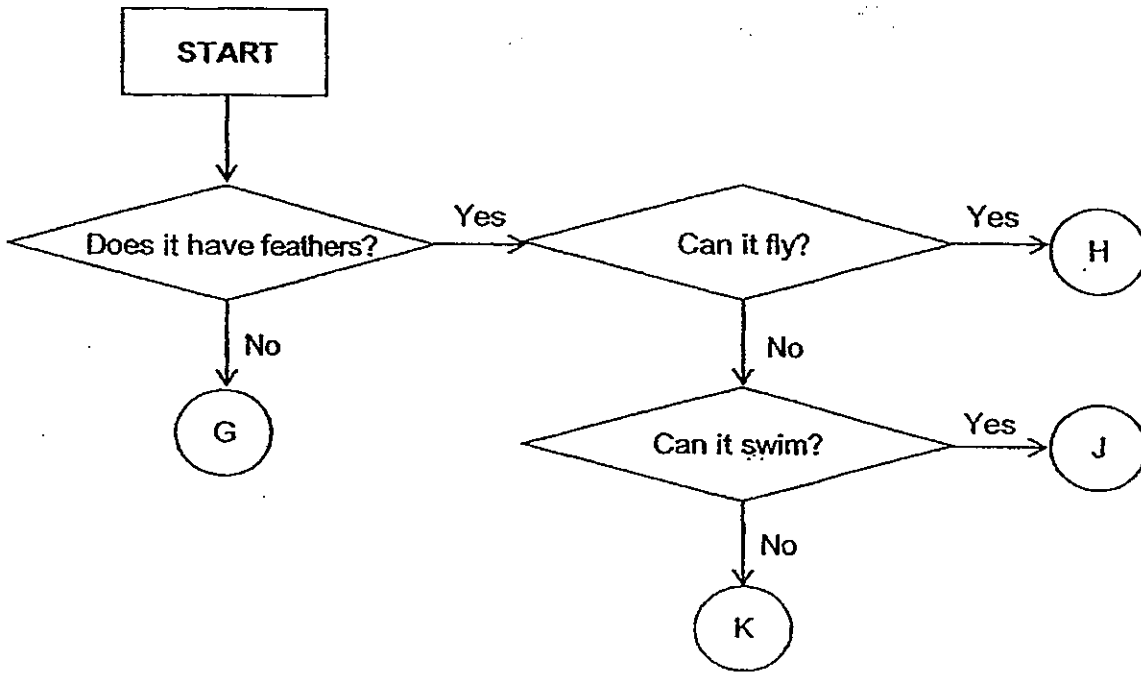 START
Does it have feathers?
Yes
Can it fly?
Yes
H
No
G
No
Can it swim?
Yes
J
No
K